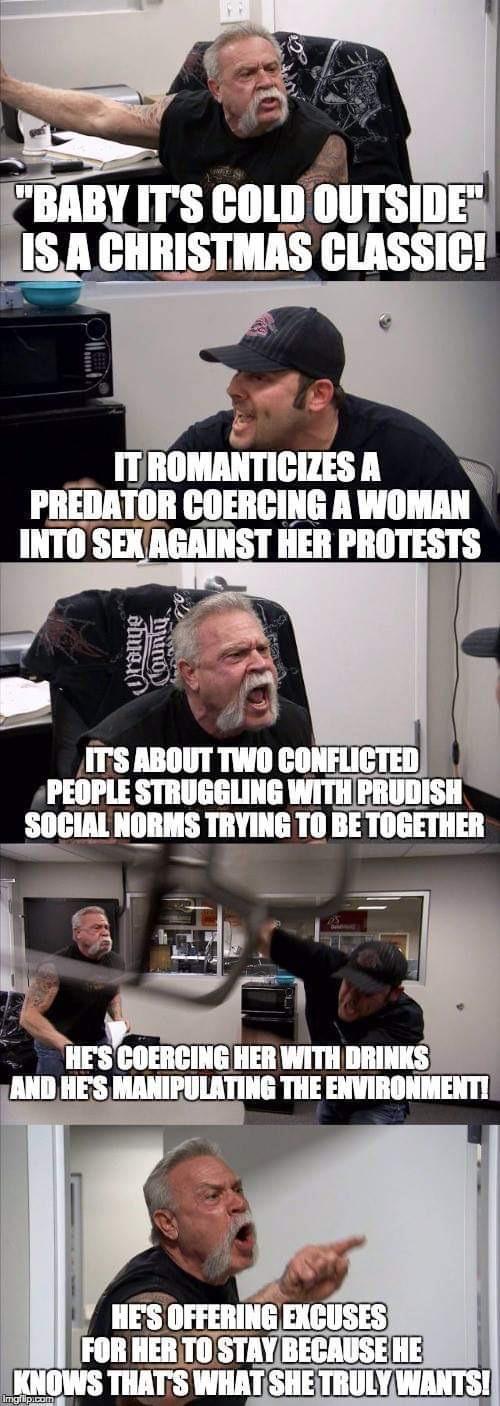 "BABY IT'S COLD OUTSIDE"
IS A CHRISTMAS CLASSIC!
IT ROMANTICIZES A
PREDATOR COERCING A WOMAN
INTO SEX AGAINST HER PROTESTS
Orange
County
IT'S ABOUT TWO CONFLICTED
PEOPLE STRUGGLING WITH PRUDISH
SOCIAL NORMS TRYING TO BE TOGETHER
HE'S COERCING HER WITH DRINKS
AND HE'S MANIPULATING THE ENVIRONMENT!
HE'S OFFERING EXCUSES
FOR HER TO STAY BECAUSE HE
KNOWS THAT'S WHAT SHE TRULY WANTS!
imgflip.com